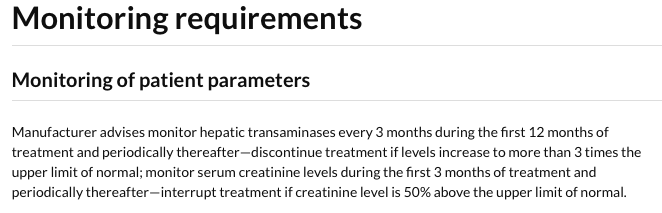 Monitoring requirements
Monitoring of patient parameters
Manufacturer advises monitor hepatic transaminases every 3 months during the first 12 months of
treatment and periodically thereafter—discontinue treatment if levels increase to more than 3 times the
upper limit of normal; monitor serum creatinine levels during the first 3 months of treatment and
periodically thereafter—interrupt treatment if creatinine level is 50% above the upper limit of normal.